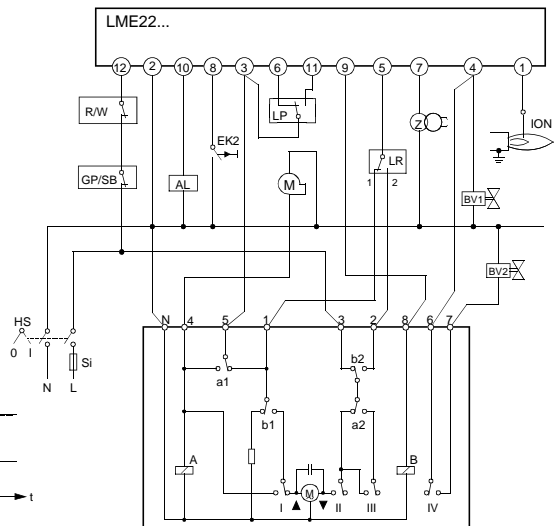 LME22...
12 2 10 8 3 6 11 9 5 7 4 1
R/W
LP
ION
EK2
Z
GP/SB
AL
M
LR
1 2
BV1
BV2
HS
0 I
Si
N L
N 4 5 1 3 2 8 6 7
a1
b2
b1
a2
A
B
I
M
II
III
IV
t